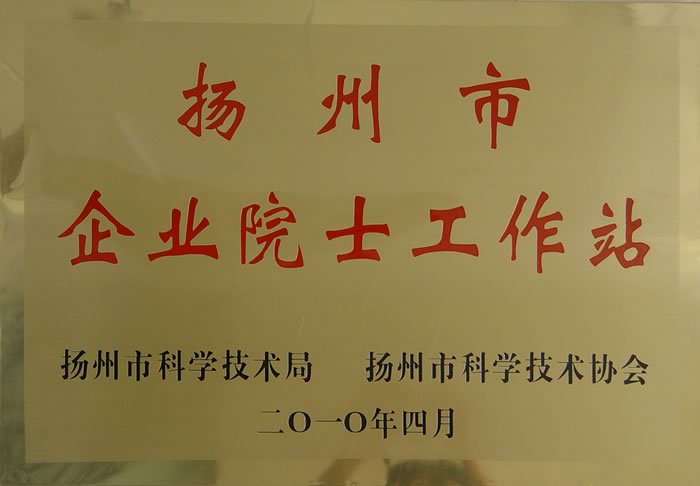 扬州市
企业院士工作站
扬州市科学技术局 扬州市科学技术协会
二〇一〇年四月